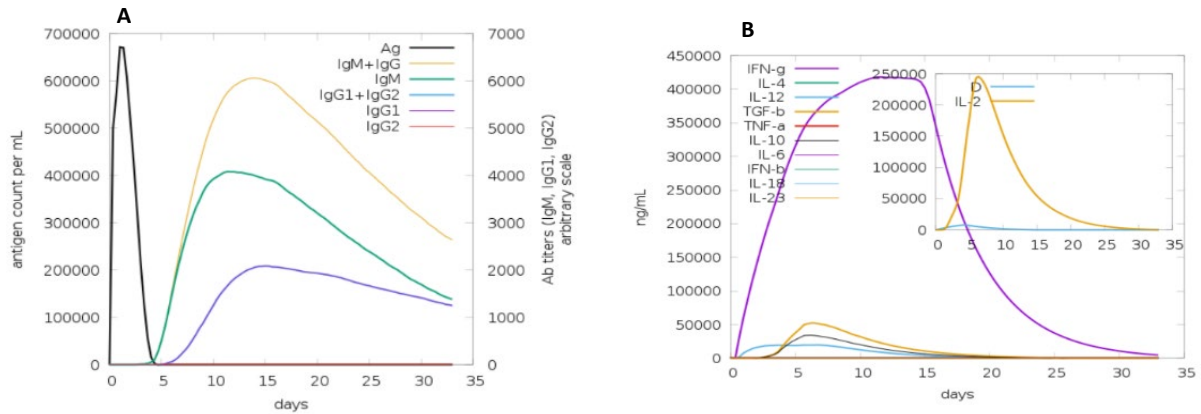 A
700000
600000
500000
400000
300000
200000
100000
0
antigen count per mL
Ag
IgM+IgG
IgM
IgG1+IgG2
IgG1
IgG2
7000
6000
5000
4000
3000
2000
1000
0
Ab titers (IgM, IgG1, IgG2)
arbitrary scale
0 5 10 15 20 25 30 35
days
B
450000
400000
350000
300000
250000
200000
150000
100000
50000
0
ng/mL
IFN-g
IL-4
IL-12
TGF-b
TNF-a
IL-10
IL-6
IFN-b
IL-18
IL-23
250000
200000
150000
100000
50000
0
D
IL-2
0 5 10 15 20 25 30 35
0 5 10 15 20 25 30 35
days